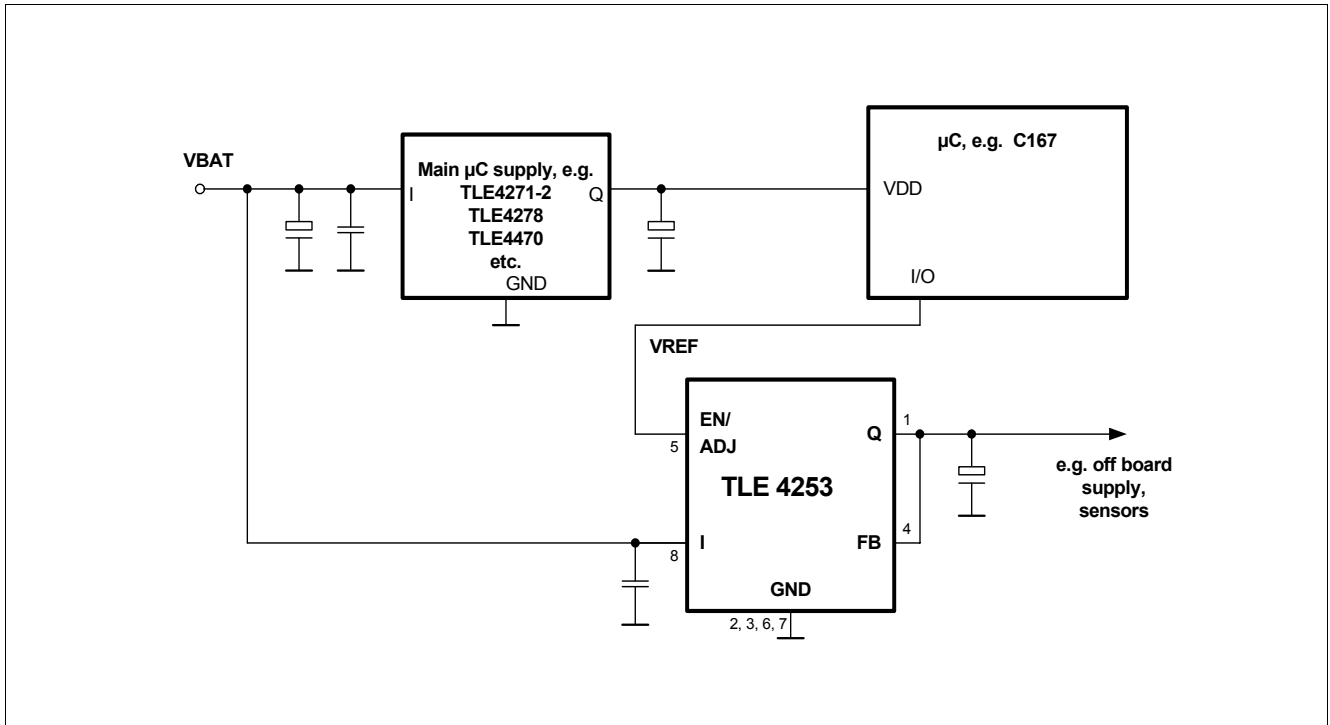 VBAT
Main µC supply, e.g.
I
TLE4271-2
Q
TLE4278
TLE4470
etc.
GND
µC, e.g. C167
VDD
I/O
VREF
EN/
ADJ
5
Q
1
TLE 4253
e.g. off board
supply,
sensors
I
8
FB
4
GND
2, 3, 6, 7